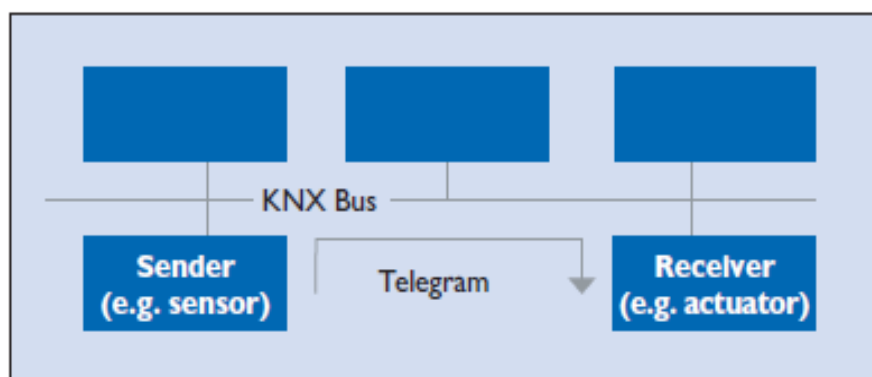 KNX Bus
Sender
(e.g. sensor)
Telegram
Receiver
(e.g. actuator)